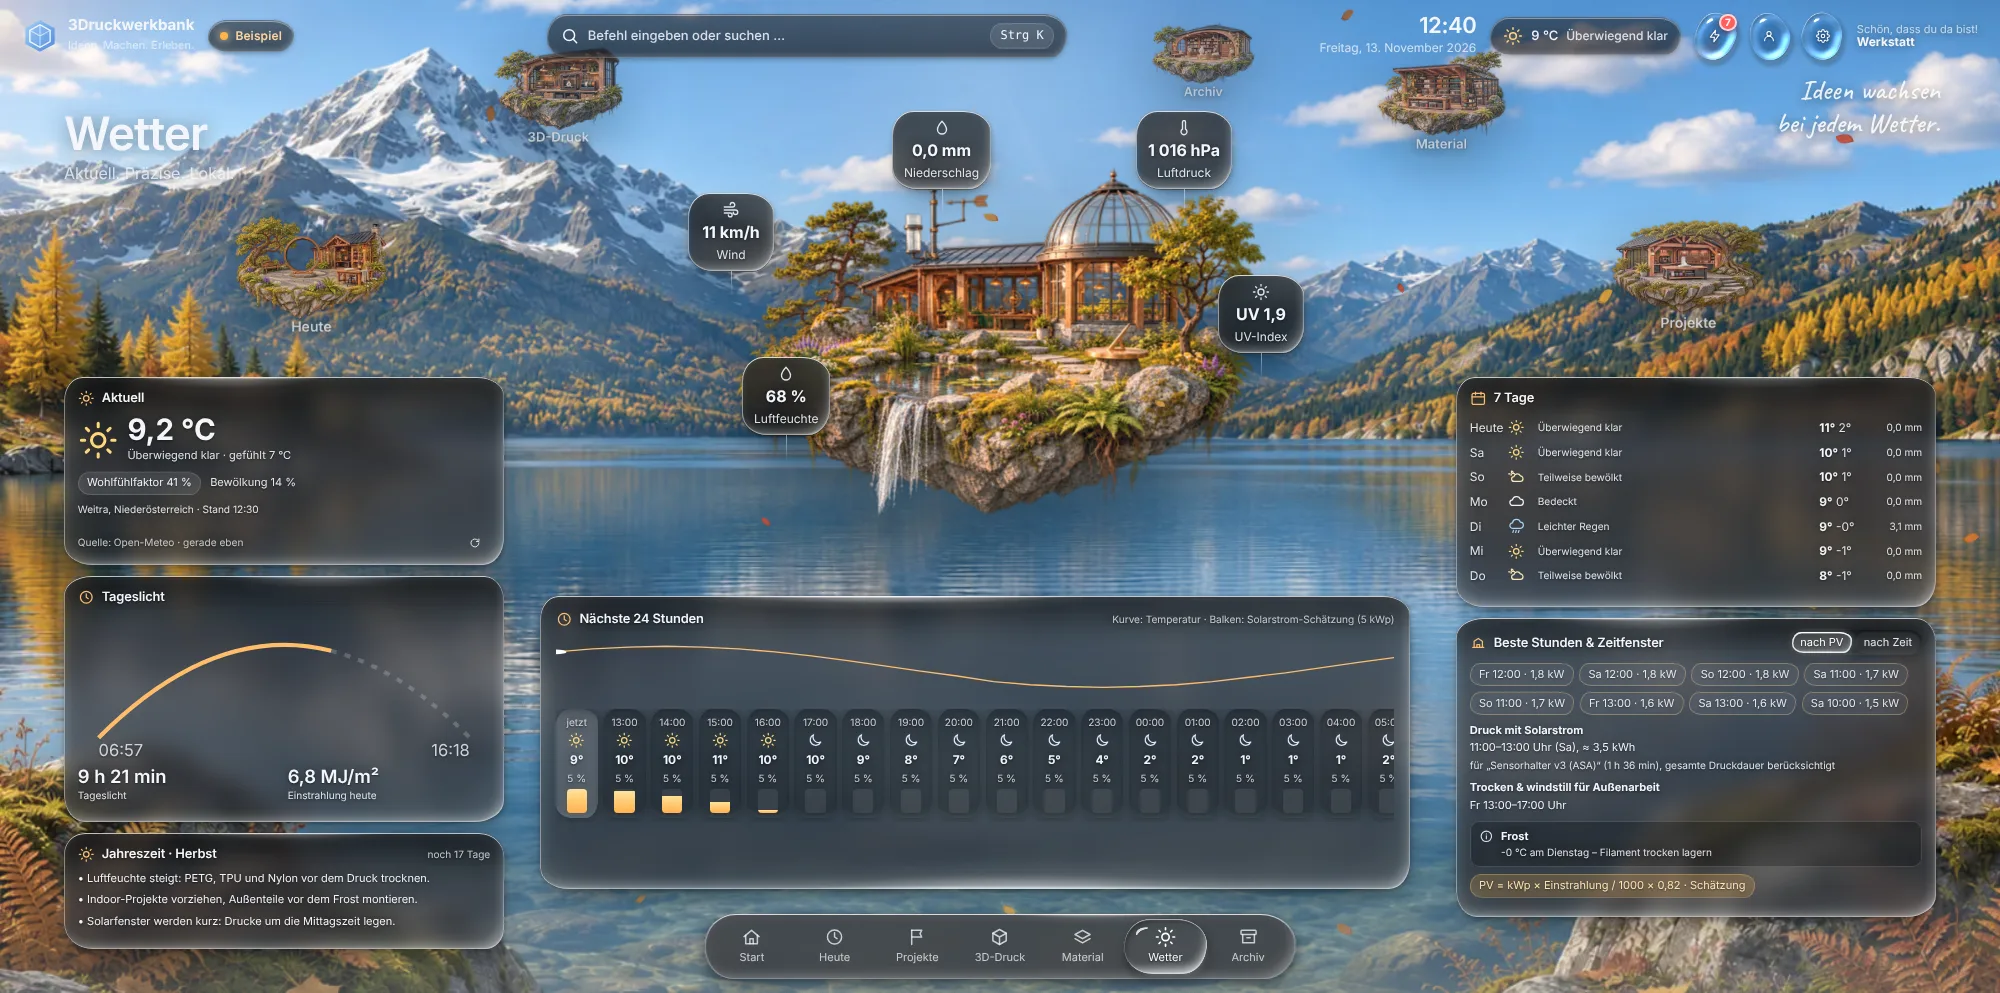 3Druckwerkbank
Ideen. Machen. Erleben.
Beispiel
Befehl eingeben oder suchen ...
Strg K
12:40
Freitag, 13. November 2026
9 °C Überwiegend klar
7
Schön, dass du da bist!
Werkstatt
Ideen wachsen
bei jedem Wetter.
Wetter
Aktuell. Präzise. Lokal.
3D-Druck
Archiv
Material
Heute
Projekte
0,0 mm
Niederschlag
1 016 hPa
Luftdruck
11 km/h
Wind
UV 1,9
UV-Index
68 %
Luftfeuchte
Aktuell
9,2 °C
Überwiegend klar · gefühlt 7 °C
Wohlfühlfaktor 41 %
Bewölkung 14 %
Weitra, Niederösterreich · Stand 12:30
Quelle: Open-Meteo · gerade eben
Tageslicht
06:57
16:18
9 h 21 min
Tageslicht
6,8 MJ/m²
Einstrahlung heute
Jahreszeit · Herbst
noch 17 Tage
• Luftfeuchte steigt: PETG, TPU und Nylon vor dem Druck trocknen.
• Indoor-Projekte vorziehen, Außenteile vor dem Frost montieren.
• Solarfenster werden kurz: Drucke um die Mittagszeit legen.
Nächste 24 Stunden
Kurve: Temperatur · Balken: Solarstrom-Schätzung (5 kWp)
jetzt 13:00 14:00 15:00 16:00 17:00 18:00 19:00 20:00 21:00 22:00 23:00 00:00 01:00 02:00 03:00 04:00 05:0
9° 10° 10° 11° 10° 10° 9° 8° 7° 6° 5° 4° 2° 2° 1° 1° 1° 2°
5 % 5 % 5 % 5 % 5 % 5 % 5 % 5 % 5 % 5 % 5 % 5 % 5 % 5 % 5 % 5 % 5 % 5 %
7 Tage
Heute Überwiegend klar 11° 2° 0,0 mm
Sa Überwiegend klar 10° 1° 0,0 mm
So Teilweise bewölkt 10° 1° 0,0 mm
Mo Bedeckt 9° 0° 0,0 mm
Di Leichter Regen 9° -0° 3,1 mm
Mi Überwiegend klar 9° -1° 0,0 mm
Do Teilweise bewölkt 8° -1° 0,0 mm
Beste Stunden & Zeitfenster
nach PV
nach Zeit
Fr 12:00 · 1,8 kW
Sa 12:00 · 1,8 kW
So 12:00 · 1,8 kW
Sa 11:00 · 1,7 kW
So 11:00 · 1,7 kW
Fr 13:00 · 1,6 kW
Sa 13:00 · 1,6 kW
Sa 10:00 · 1,5 kW
Druck mit Solarstrom
11:00–13:00 Uhr (Sa), ≈ 3,5 kWh
für „Sensorhalter v3 (ASA)“ (1 h 36 min), gesamte Druckdauer berücksichtigt
Trocken & windstill für Außenarbeit
Fr 13:00–17:00 Uhr
Frost
-0 °C am Dienstag – Filament trocken lagern
PV = kWp × Einstrahlung / 1000 × 0,82 · Schätzung
Start
Heute
Projekte
3D-Druck
Material
Wetter
Archiv